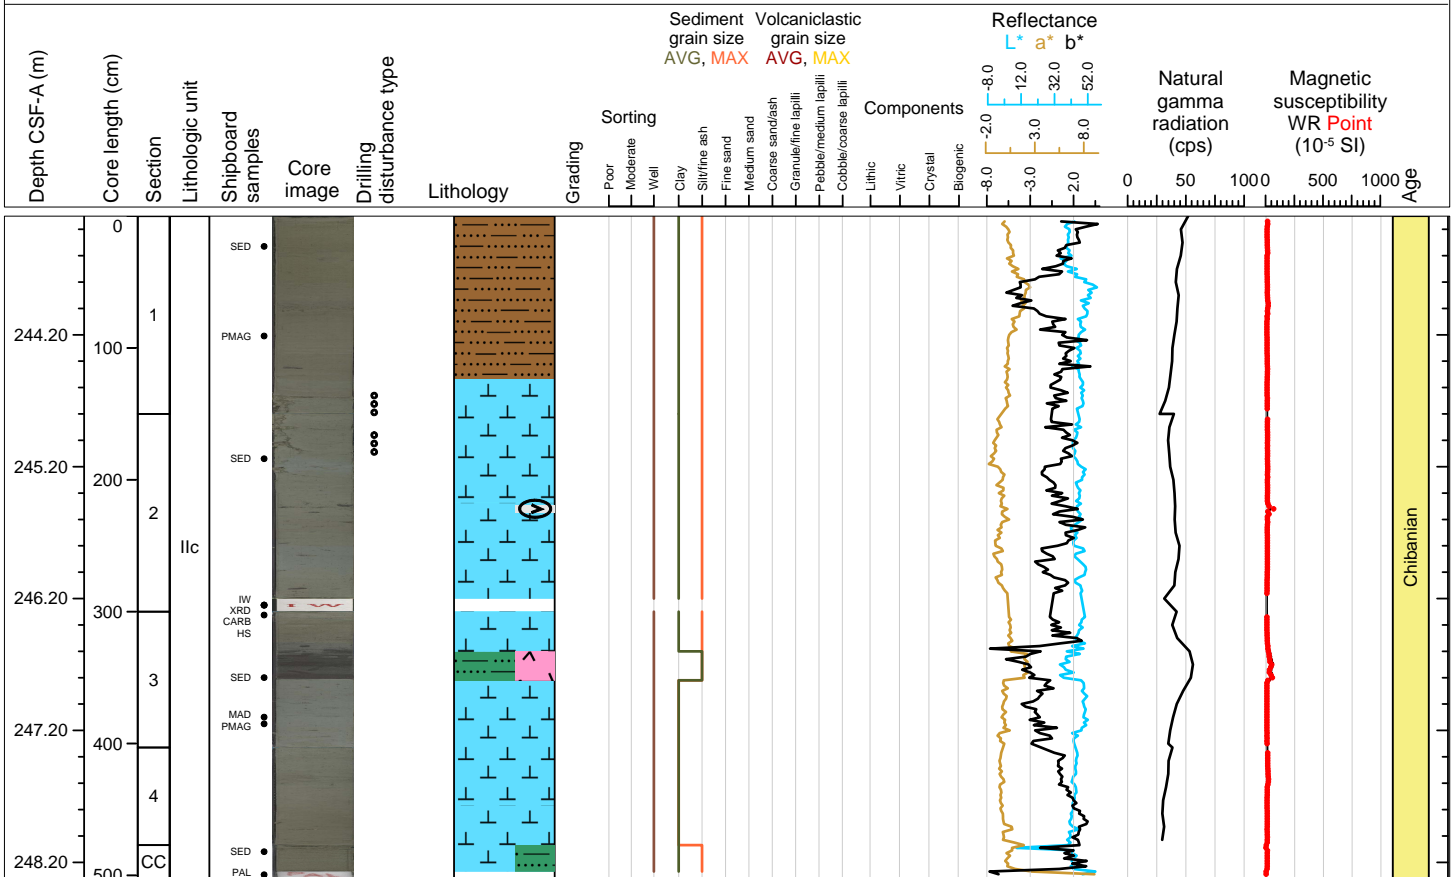 Depth CSF-A (m)
Core length (cm)
Section
Lithologic unit
Shipboard
samples
Core
image
Drilling
disturbance type
Lithology
Grading
Sorting
Poor
Moderate
Well
Sediment
grain size
AVG, MAX
Volcaniclastic
grain size
AVG, MAX
Clay
Silt/fine ash
Fine sand
Medium sand
Coarse sand/ash
Granule/fine lapilli
Pebble/medium lapilli
Cobble/coarse lapilli
Components
Lithic
Vitric
Crystal
Biogenic
Reflectance
L* a* b*
-8.0 12.0 32.0 52.0
-2.0 3.0 8.0
-8.0 -3.0 2.0
Natural
gamma
radiation
(cps)
0 50 100
Magnetic
susceptibility
WR Point
(10-5 SI)
0 500 1000
Age
0
SED
1
244.20
PMAG
100
245.20
SED
200
2
IIc
Chibanian
246.20
IW
XRD
300
CARB
HS
3
SED
MAD
247.20
PMAG
400
4
SED
248.20
CC
PAL
500